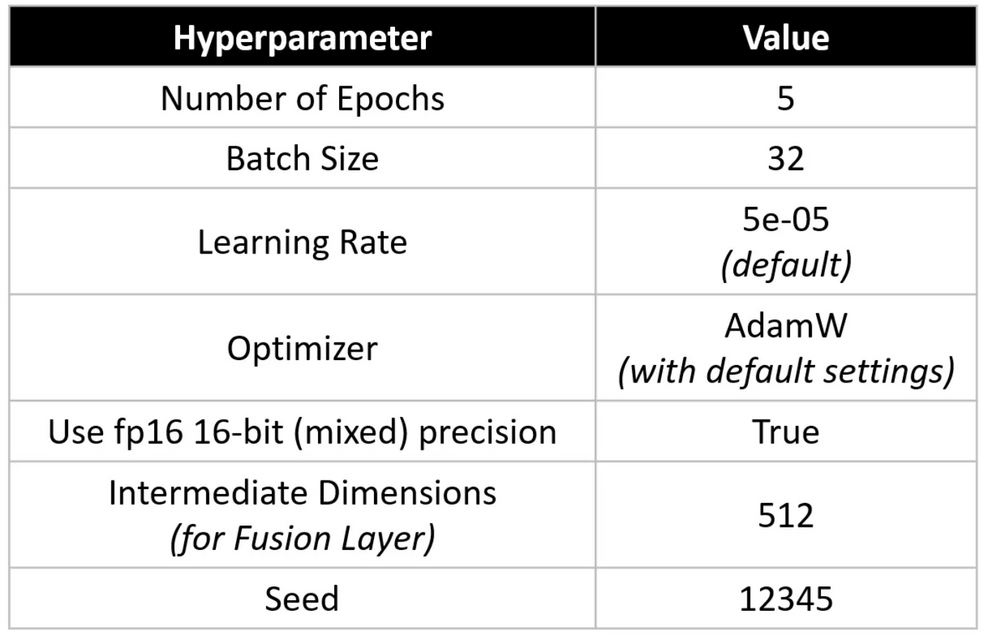 Hyperparameter Value
Number of Epochs 5
Batch Size 32
Learning Rate 5e-05
(default)
Optimizer AdamW
(with default settings)
Use fp16 16-bit (mixed) precision True
Intermediate Dimensions
(for Fusion Layer) 512
Seed 12345